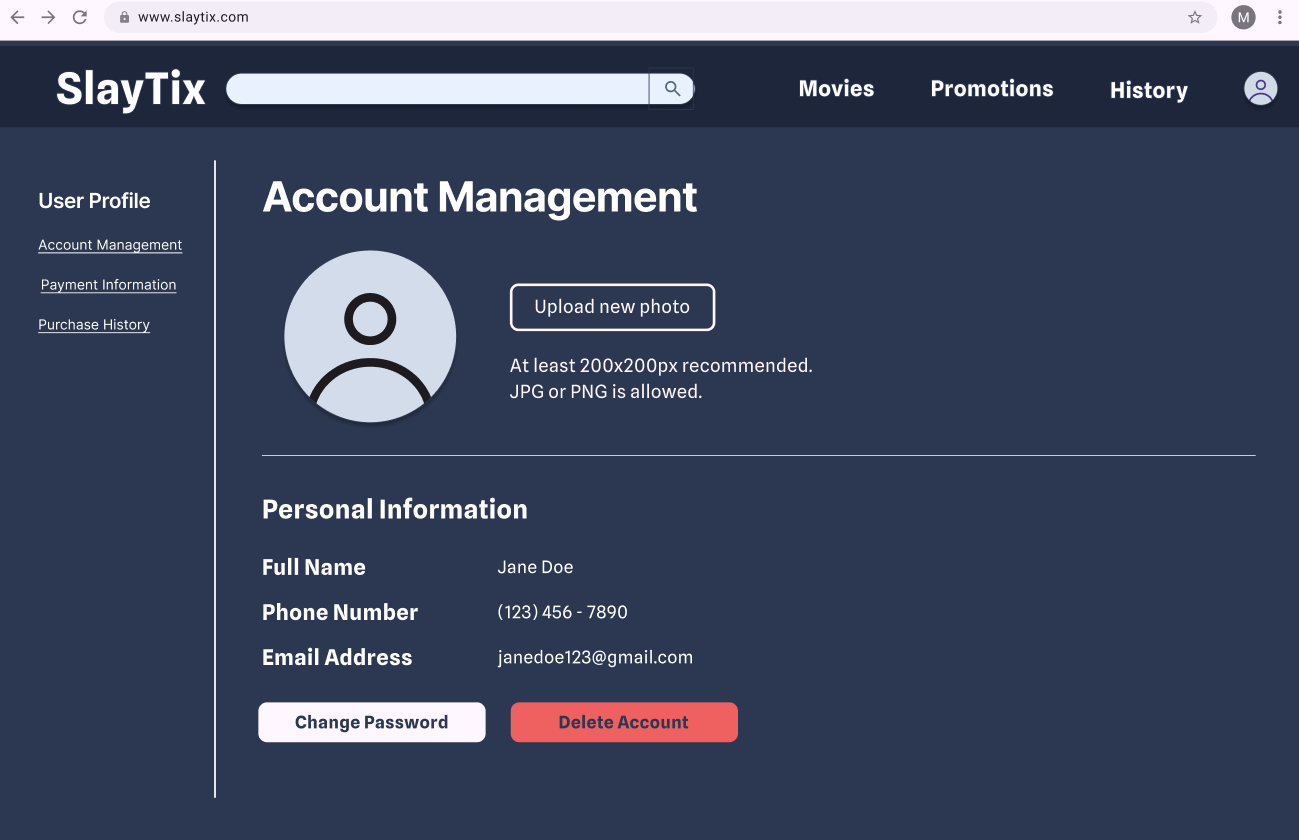 www.slaytix.com
M
SlayTix
Movies
Promotions
History
User Profile
Account Management
Payment Information
Purchase History
Account Management
Upload new photo
At least 200x200px recommended.
JPG or PNG is allowed.
Personal Information
Full Name Jane Doe
Phone Number (123) 456 - 7890
Email Address janedoe123@gmail.com
Change Password
Delete Account